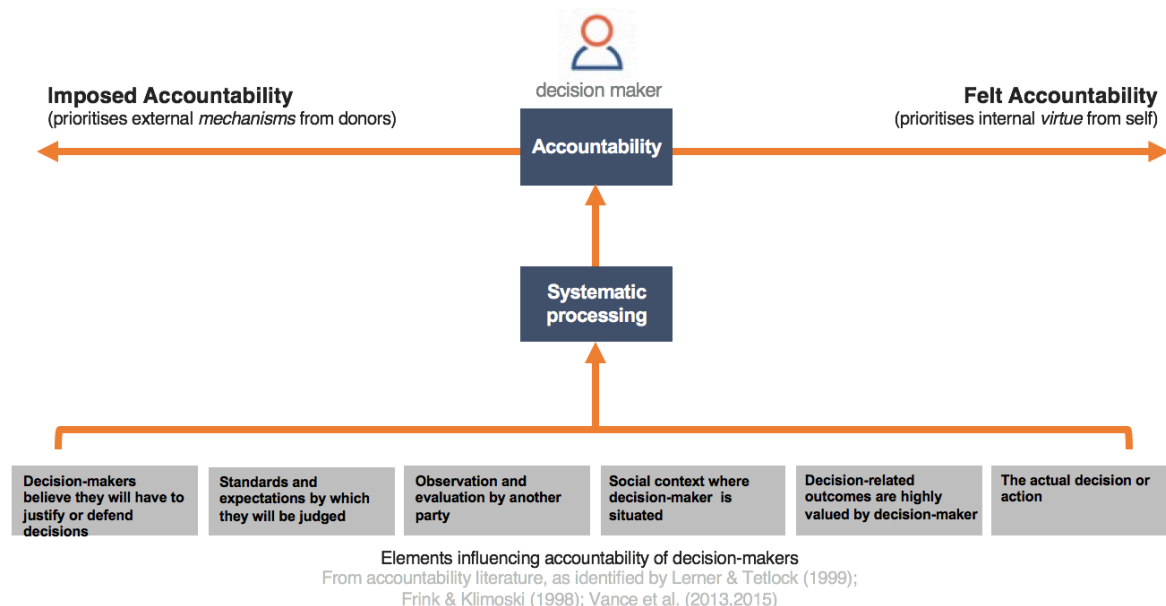 decision maker
Imposed Accountability
(prioritises external mechanisms from donors)
Felt Accountability
(prioritises internal virtue from self)
Accountability
Systematic
processing
Decision-makers
believe they will have to
justify or defend
decisions
Standards and
expectations by which
they will be judged
Observation and
evaluation by another
party
Social context where
decision-maker is
situated
Decision-related
outcomes are highly
valued by decision-maker
The actual decision or
action
Elements influencing accountability of decision-makers
From accountability literature, as identified by Lerner & Tetlock (1999);
Frink & Klimoski (1998); Vance et al. (2013.2015)